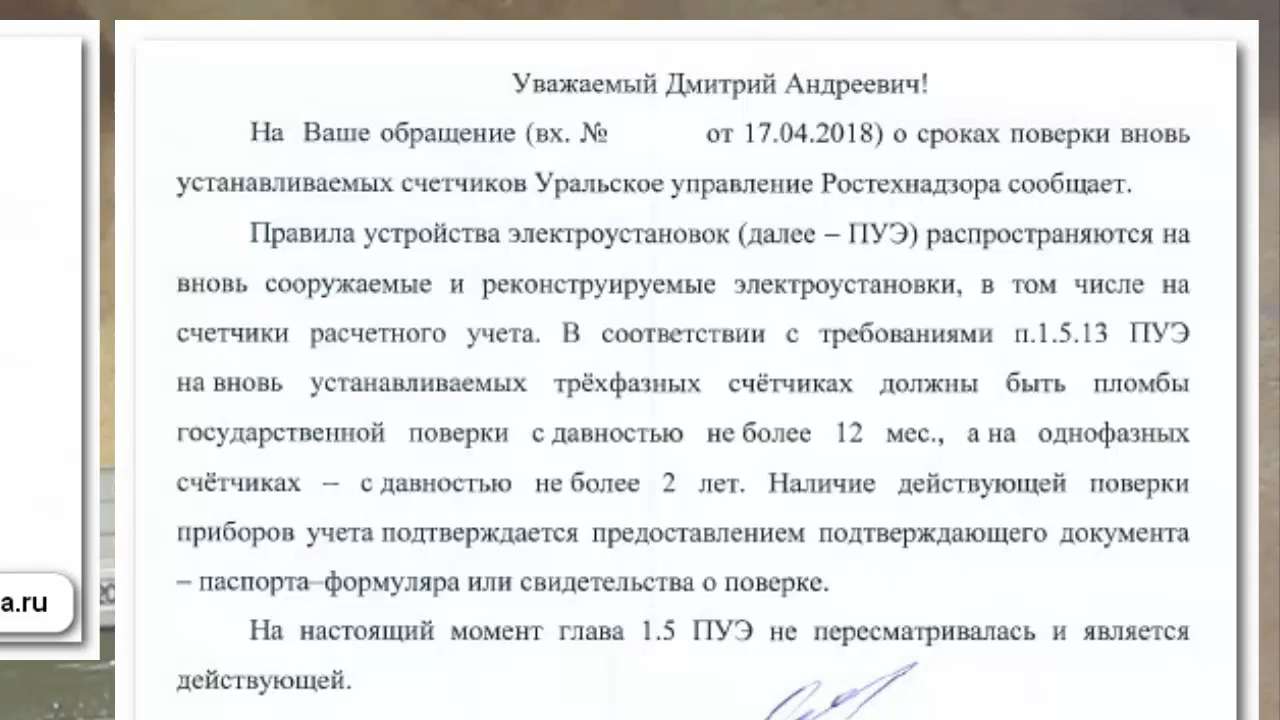 Уважаемый Дмитрий Андреевич!
На Ваше обращение (вх. № от 17.04.2018) о сроках поверки вновь
устанавливаемых счетчиков Уральское управление Ростехнадзора сообщает.
Правила устройства электроустановок (далее – ПУЭ) распространяются на
вновь сооружаемые и реконструируемые электроустановки, в том числе на
счетчики расчетного учета. В соответствии с требованиями п.1.5.13 ПУЭ
на вновь устанавливаемых трёхфазных счётчиках должны быть пломбы
государственной поверки с давностью не более 12 мес., а на однофазных
счётчиках – с давностью не более 2 лет. Наличие действующей поверки
приборов учета подтверждается предоставлением подтверждающего документа
– паспорта–формуляра или свидетельства о поверке.
На настоящий момент глава 1.5 ПУЭ не пересматривалась и является
действующей.
a.ru